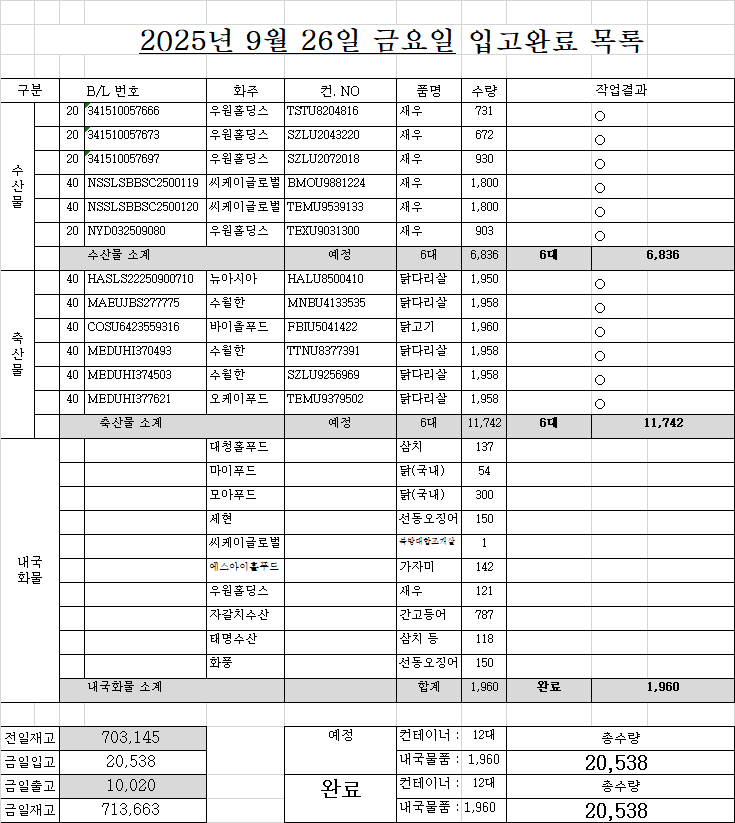 2025년 9월 26일 금요일 입고완료 목록
구분 B/L 번호 화주 컨. NO 품명 수량 작업결과
수산물
20 341510057666 우원홀딩스 TSTU8204816 새우 731 ○
20 341510057673 우원홀딩스 SZLU2043220 새우 672 ○
20 341510057697 우원홀딩스 SZLU2072018 새우 930 ○
40 NSSLSBBSC2500119 씨케이글로벌 BMOU9881224 새우 1,800 ○
40 NSSLSBBSC2500120 씨케이글로벌 TEMU9539133 새우 1,800 ○
20 NYD032509080 우원홀딩스 TEXU9031300 새우 903 ○
수산물 소계 예정 6대 6,836 6대 6,836
축산물
40 HASLS22250900710 뉴아시아 HALU8500410 닭다리살 1,950 ○
40 MAEUJBS277775 수월한 MNBU4133535 닭다리살 1,958 ○
40 COSU6423559316 바이올푸드 FBIU5041422 닭고기 1,960 ○
40 MEDUHI370493 수월한 TTNU8377391 닭다리살 1,958 ○
40 MEDUHI374503 수월한 SZLU9256969 닭다리살 1,958 ○
40 MEDUHI377621 오케이푸드 TEMU9379502 닭다리살 1,958 ○
축산물 소계 예정 6대 11,742 6대 11,742
내국화물
대청홀푸드 삼치 137
마이푸드 닭(국내) 54
모아푸드 닭(국내) 300
세현 선동오징어 150
씨케이글로벌 1
에스아이홀푸드 가자미 142
우원홀딩스 새우 121
자갈치수산 간고등어 787
태명수산 삼치 등 118
화풍 선동오징어 150
내국화물 소계 합계 1,960 완료 1,960
전일재고 703,145 예정 컨테이너 : 12대 총수량
금일입고 20,538 내국물품 : 1,960 20,538
금일출고 10,020 완료 컨테이너 : 12대 총수량
금일재고 713,663 내국물품 : 1,960 20,538